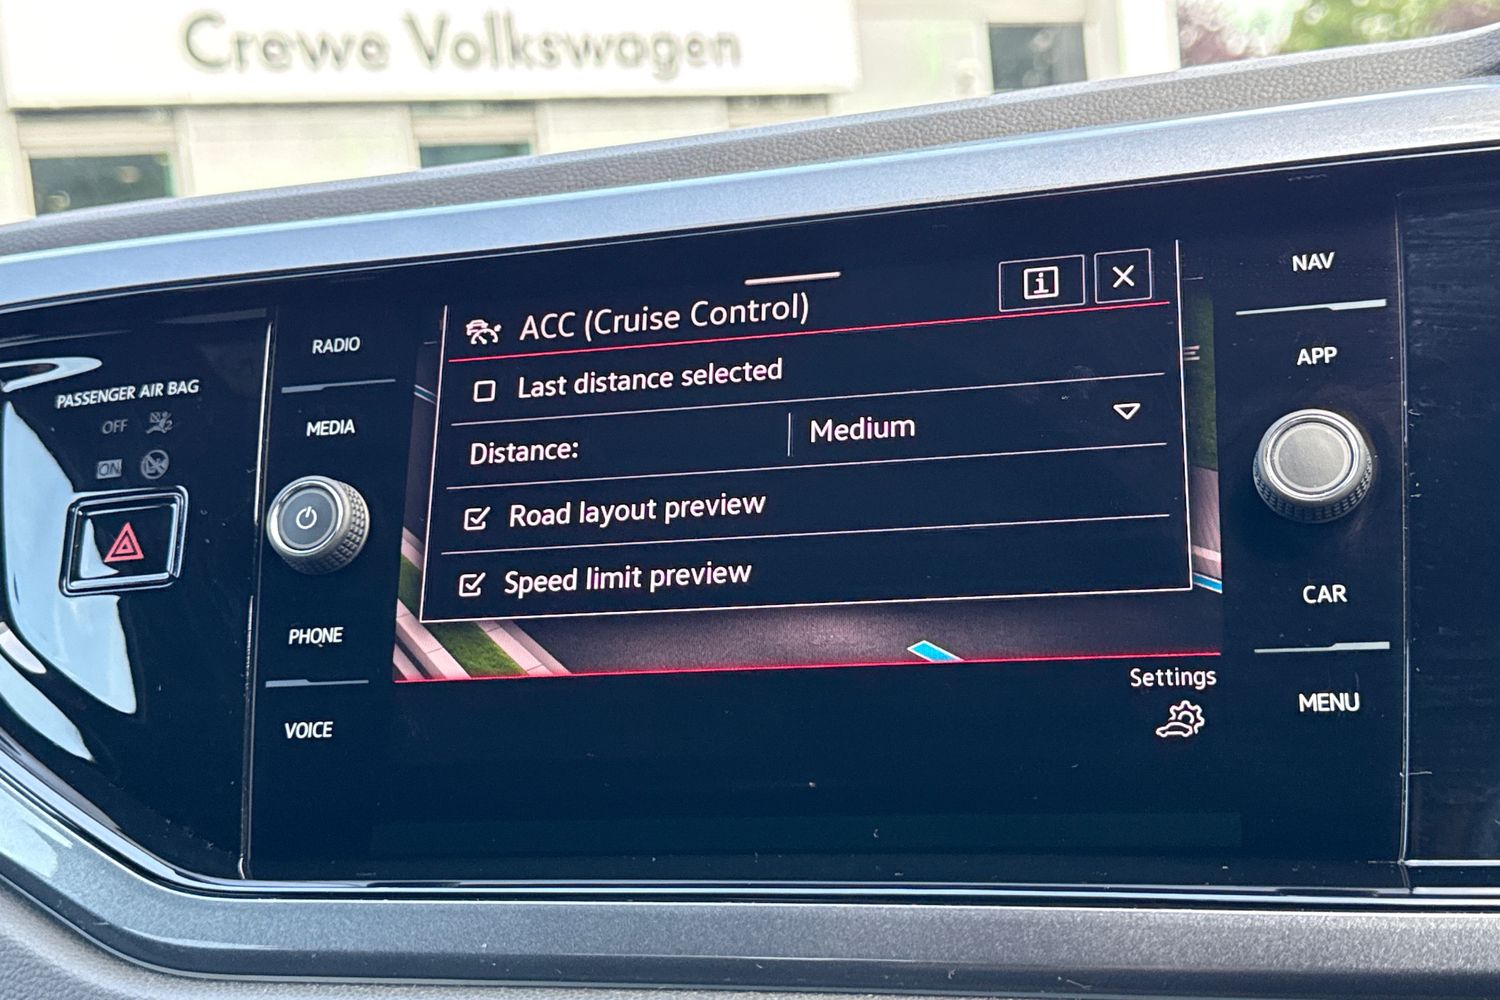 Crewe Volkswagen
PASSENGER AIR BAG
OFF
ON
RADIO
MEDIA
PHONE
VOICE
ACC (Cruise Control)
Last distance selected
Distance: Medium
Road layout preview
Speed limit preview
Settings
NAV
APP
CAR
MENU